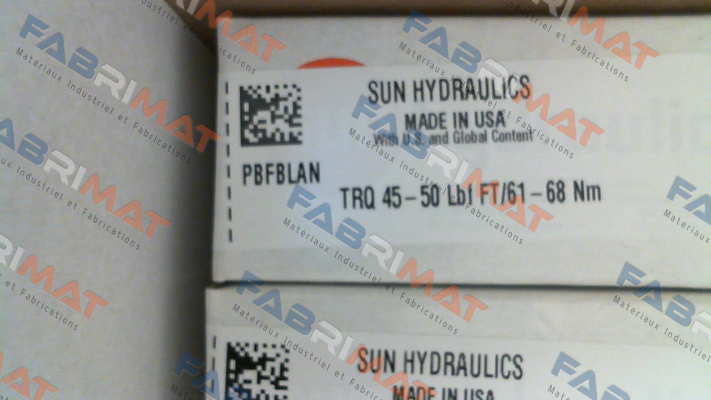 SUN HYDRAULICS
MADE IN USA
With U.S. and Global Content
PBFBLAN
TRQ 45-50 Lbf FT/61-68 Nm
SUN HYDRAULICS
MADE IN USA
FABRIMAT
Materiaux Industriel et Fabrications